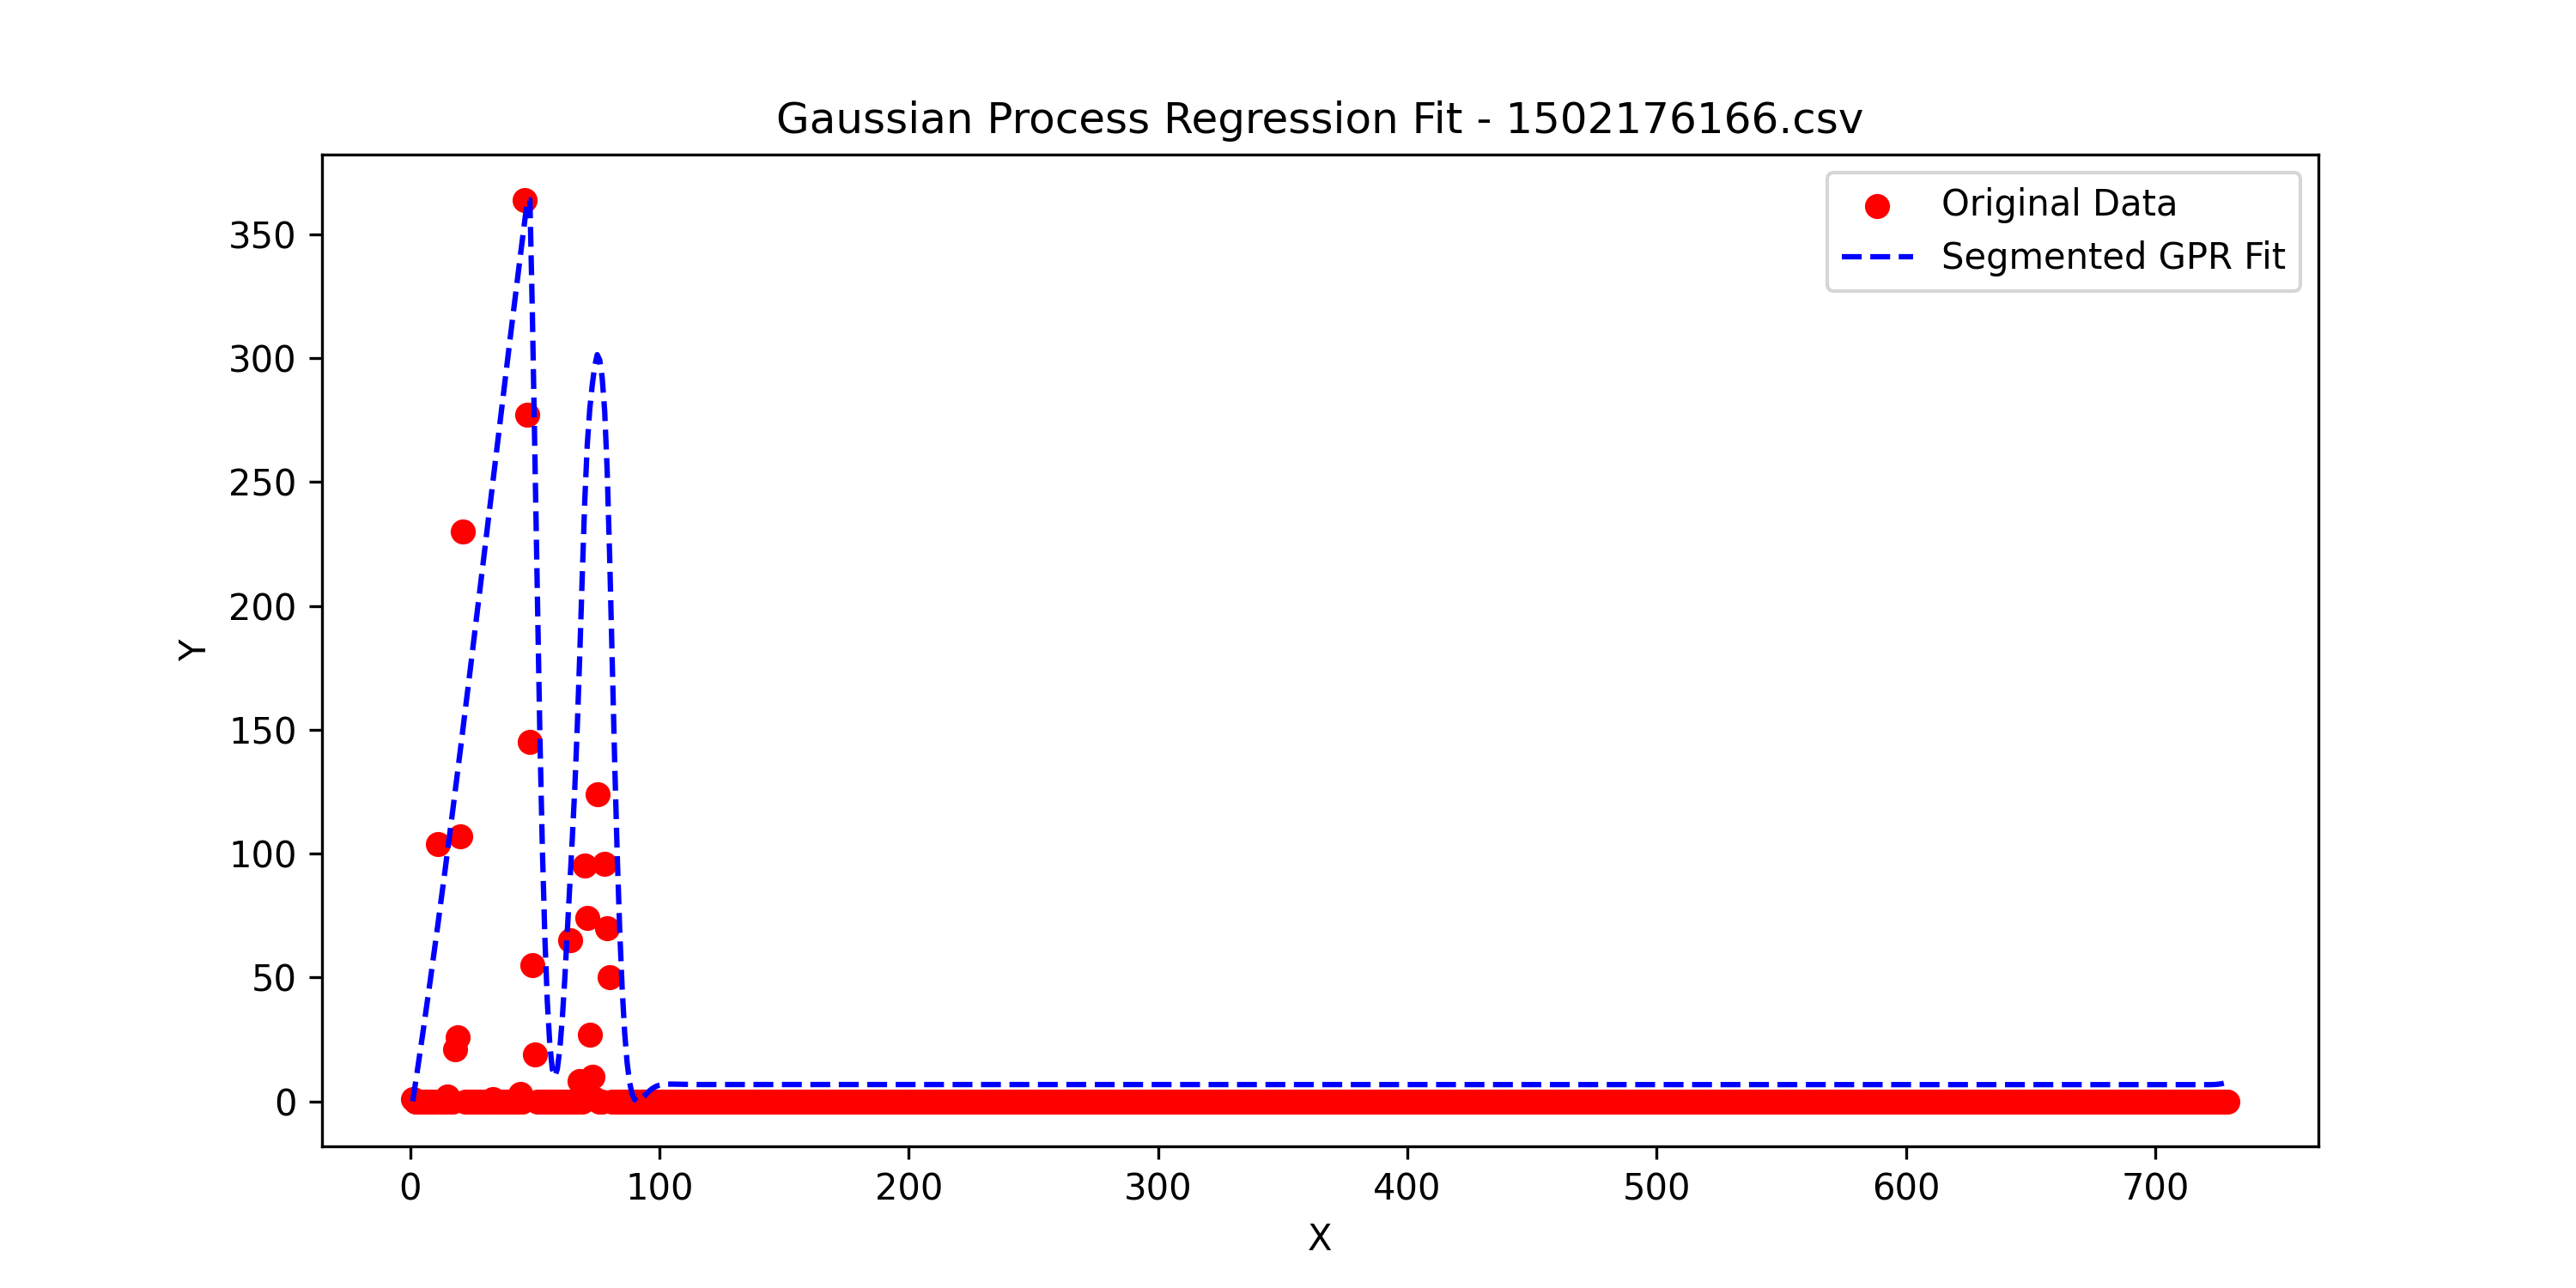 Gaussian Process Regression Fit - 1502176166.csv
Original Data
Segmented GPR Fit
350
300
250
200
150
100
50
0
Y
0 100 200 300 400 500 600 700
X